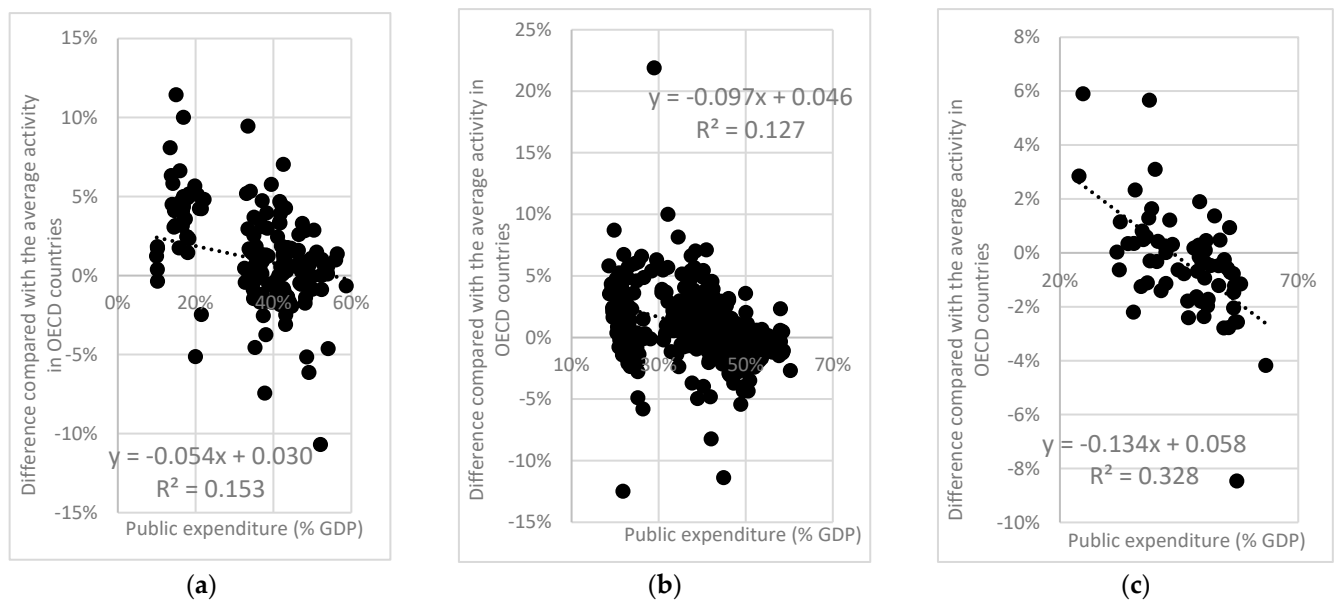 15%
10%
5%
0%
-5%
-10%
-15%
0%
20%
40%
60%
Difference compared with the average activity
in OECD countries
y = -0.054x + 0.030
R² = 0.153
Public expenditure (% GDP)
(a)
25%
20%
15%
10%
5%
0%
-5%
-10%
-15%
10%
30%
50%
70%
Difference compared with the average activity in
OECD countries
y = -0.097x + 0.046
R² = 0.127
Public expenditure (% GDP)
(b)
8%
6%
4%
2%
0%
-2%
-4%
-6%
-8%
-10%
20%
70%
Difference compared with the average activity in
OECD countries
y = -0.134x + 0.058
R² = 0.328
Public expenditure (% GDP)
(c)